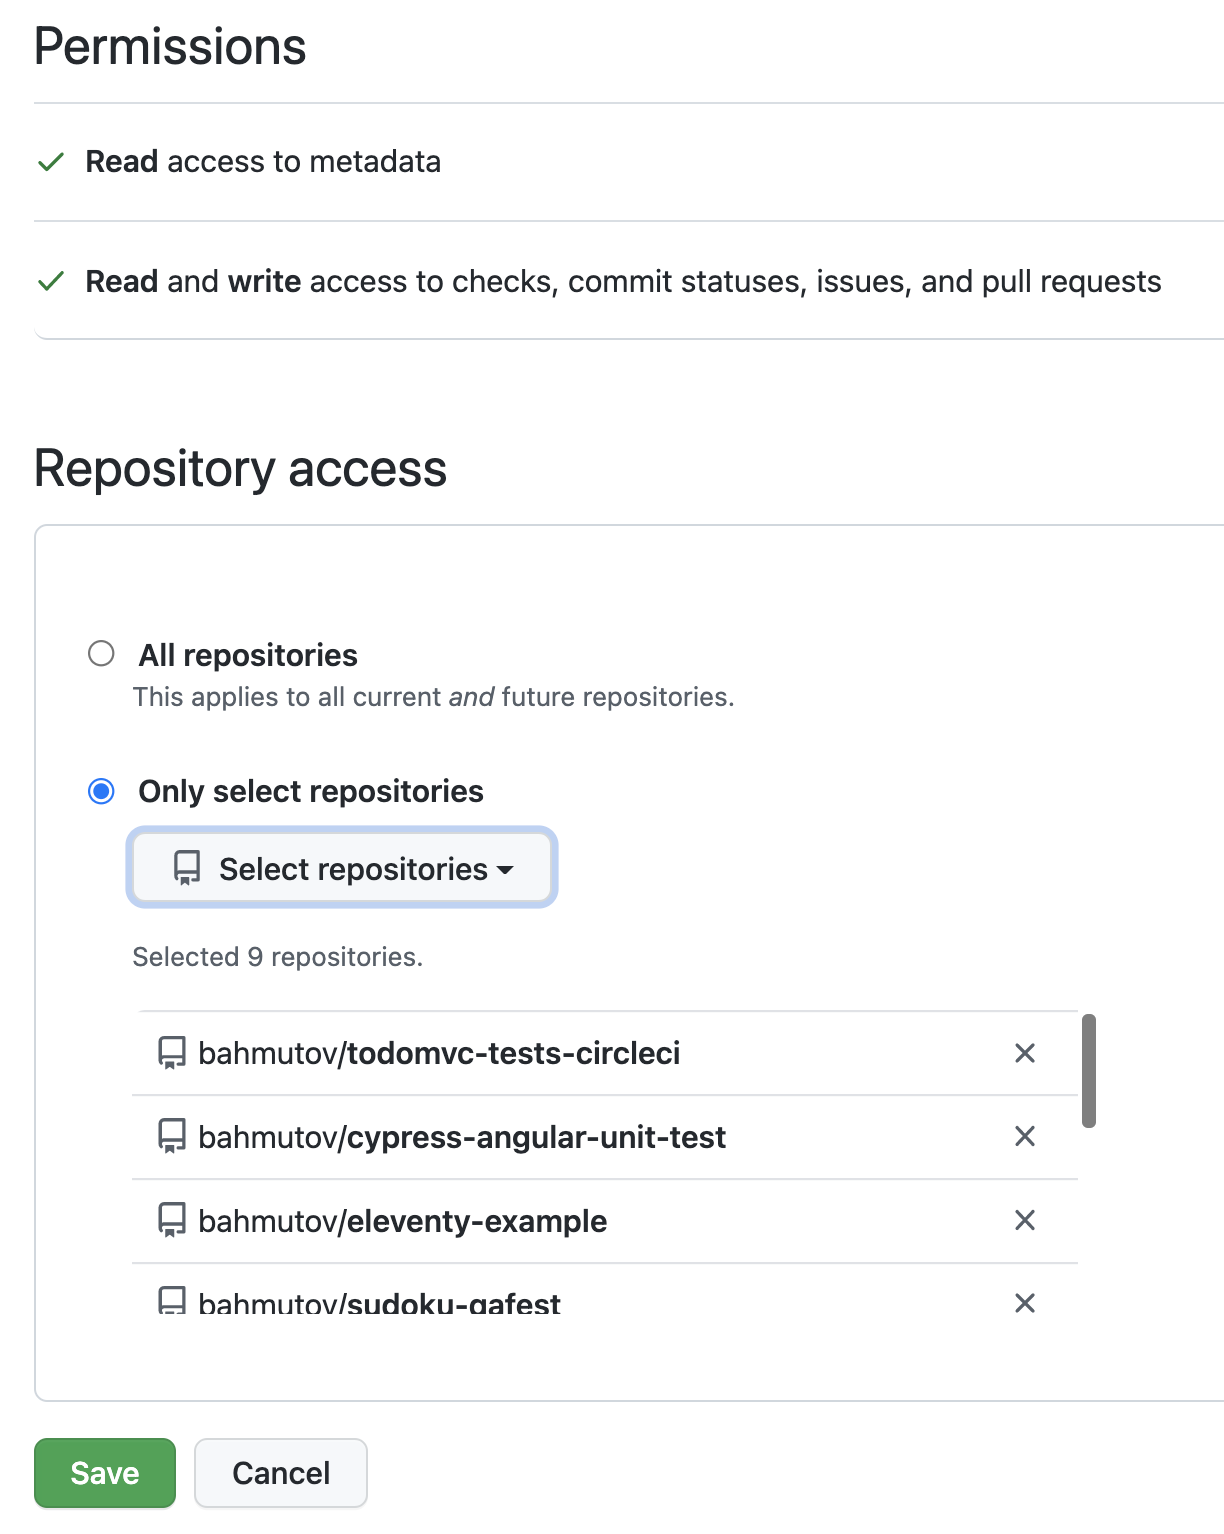 Permissions
Read access to metadata
Read and write access to checks, commit statuses, issues, and pull requests
Repository access
All repositories
This applies to all current and future repositories.
Only select repositories
Select repositories
Selected 9 repositories.
bahmutov/todomvc-tests-circleci
bahmutov/cypress-angular-unit-test
bahmutov/eleventy-example
bahmutov/sudoku-qafest
Save
Cancel